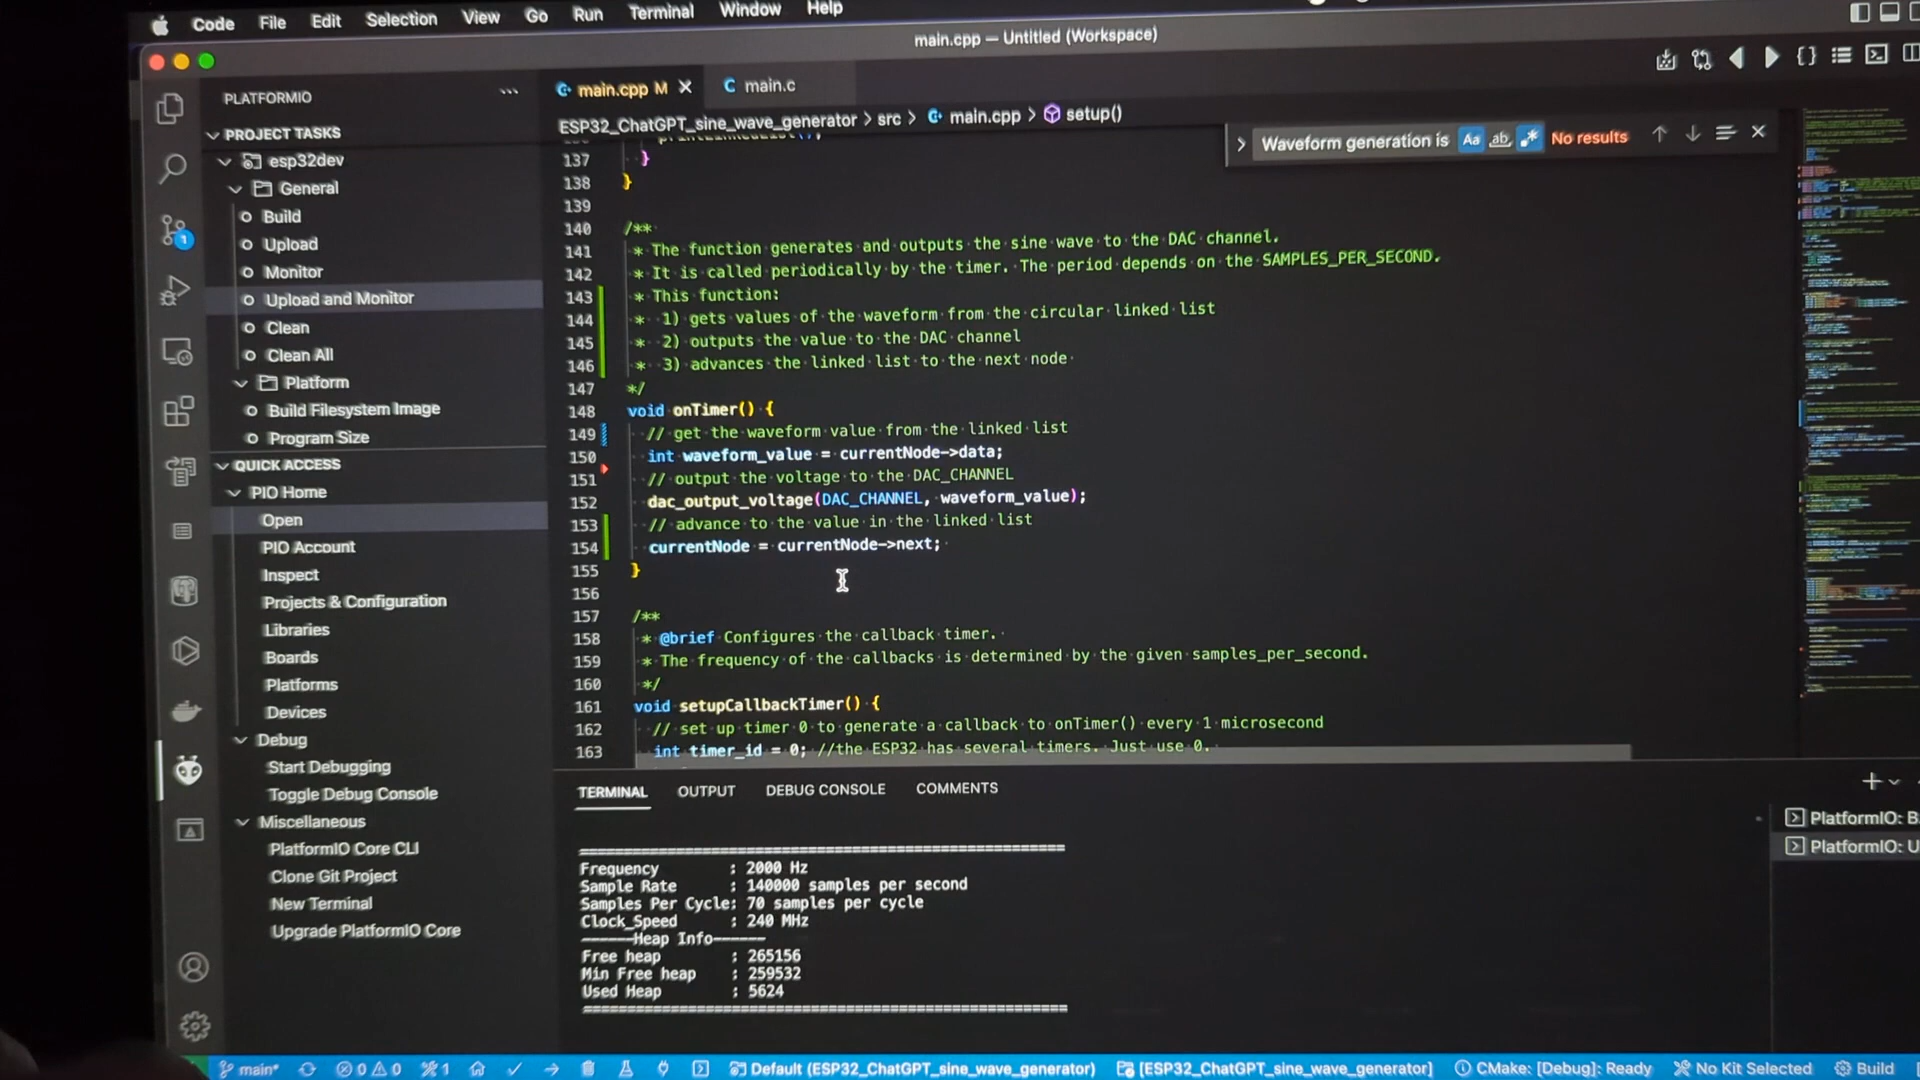 Code File Edit Selection View Go Run Terminal Window Help
main.cpp — Untitled (Workspace)
PLATFORMIO
PROJECT TASKS
esp32dev
General
Build
Upload
Monitor
Upload and Monitor
Clean
Clean All
Platform
Build Filesystem Image
Program Size
QUICK ACCESS
PIO Home
Open
PIO Account
Inspect
Projects & Configuration
Libraries
Boards
Platforms
Devices
Debug
Start Debugging
Toggle Debug Console
Miscellaneous
PlatformIO Core CLI
Clone Git Project
New Terminal
Upgrade PlatformIO Core
1
main.cpp M
C main.c
ESP32_ChatGPT_sine_wave_generator > src > main.cpp > setup()
Waveform generation is Aa ab No results
137 }
138 }
139
140 /**
141 * The function generates and outputs the sine wave to the DAC channel.
142 * It is called periodically by the timer. The period depends on the SAMPLES_PER_SECOND.
143 * This function:
144 * 1) gets values of the waveform from the circular linked list
145 * 2) outputs the value to the DAC channel
146 * 3) advances the linked list to the next node
147 */
148 void onTimer() {
149 // get the waveform value from the linked list
150 int waveform_value = currentNode->data;
151 // output the voltage to the DAC_CHANNEL
152 dac_output_voltage(DAC_CHANNEL, waveform_value);
153 // advance to the value in the linked list
154 currentNode = currentNode->next;
155 }
156
157 /**
158 * @brief Configures the callback timer.
159 * The frequency of the callbacks is determined by the given samples_per_second.
160 */
161 void setupCallbackTimer() {
162 // set up timer 0 to generate a callback to onTimer() every 1 microsecond
163 int timer_id = 0; //the ESP32 has several timers. Just use 0.
TERMINAL OUTPUT DEBUG CONSOLE COMMENTS
Frequency : 2000 Hz
Sample Rate : 140000 samples per second
Samples Per Cycle: 70 samples per cycle
Clock_Speed : 240 MHz
------Heap Info------
Free heap : 265156
Min Free heap : 259532
Used Heap : 5624
PlatformIO: B
PlatformIO: U
main* 0 0 1 Default (ESP32_ChatGPT_sine_wave_generator) [ESP32_ChatGPT_sine_wave_generator] CMake: [Debug]: Ready No Kit Selected Build